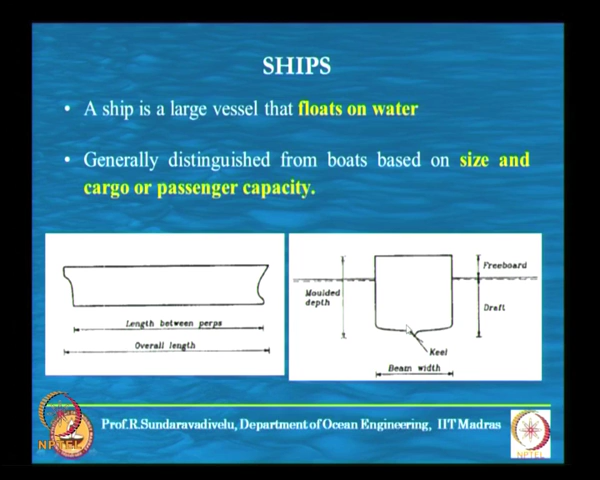 SHIPS
• A ship is a large vessel that floats on water
• Generally distinguished from boats based on size and
cargo or passenger capacity.
Length between perps
Overall length
Moulded
depth
Freeboard
Draft
Keel
Beam width
Prof.R.Sundaravadivelu, Department of Ocean Engineering, IIT Madras
NPTEL
NPTEL